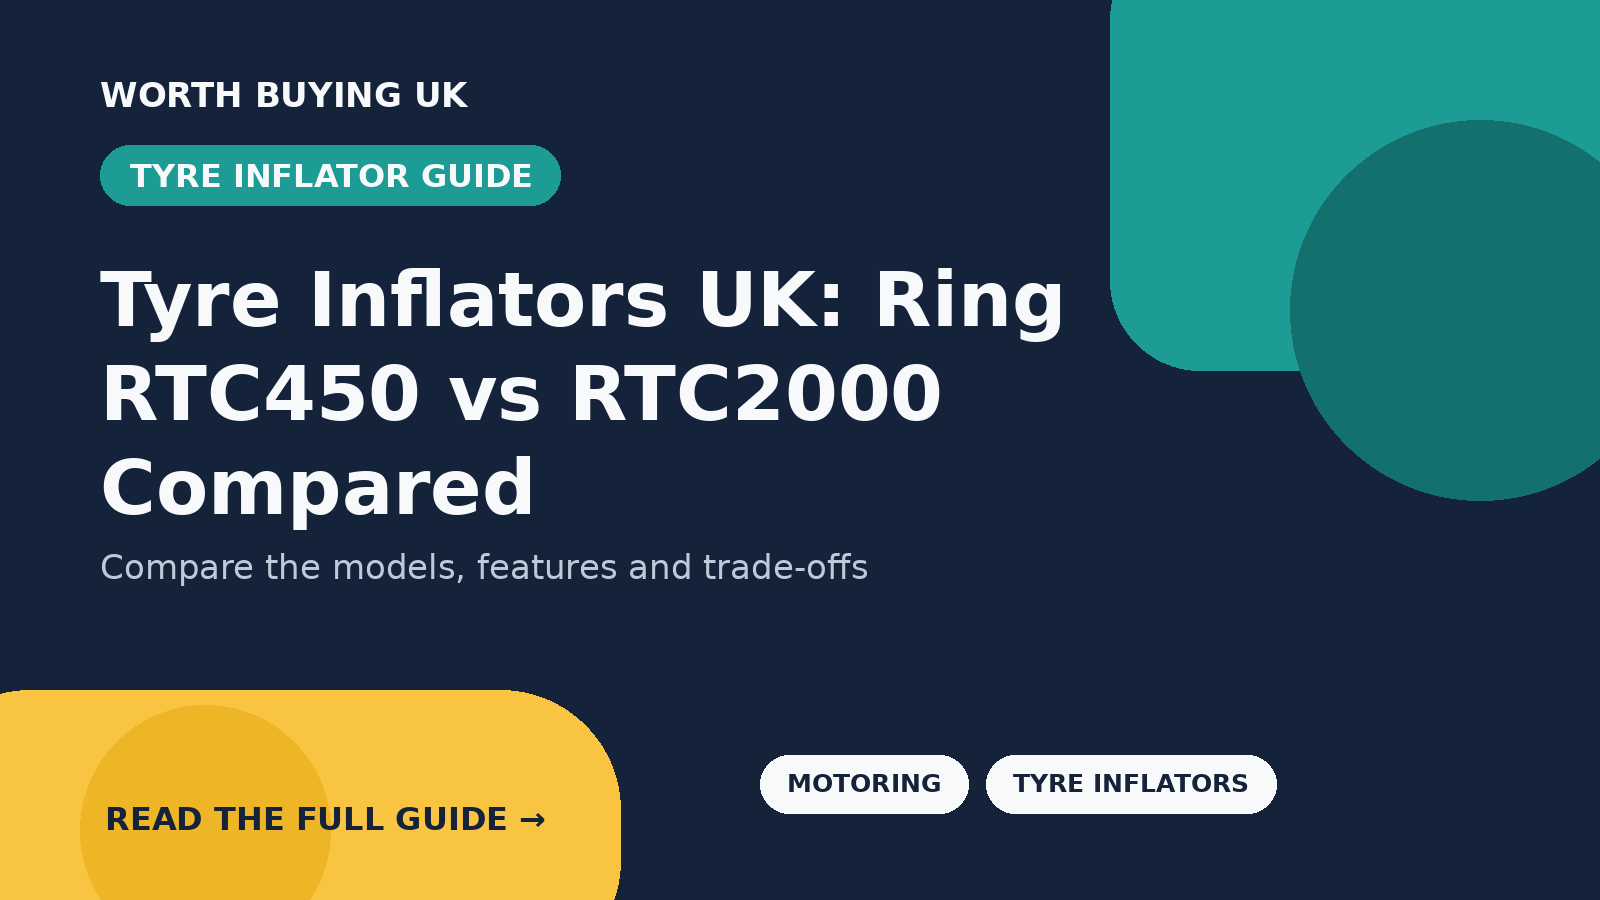 WORTH BUYING UK
TYRE INFLATOR GUIDE
Tyre Inflators UK: Ring
RTC450 vs RTC2000
Compared
Compare the models, features and trade-offs
READ THE FULL GUIDE →
MOTORING
TYRE INFLATORS